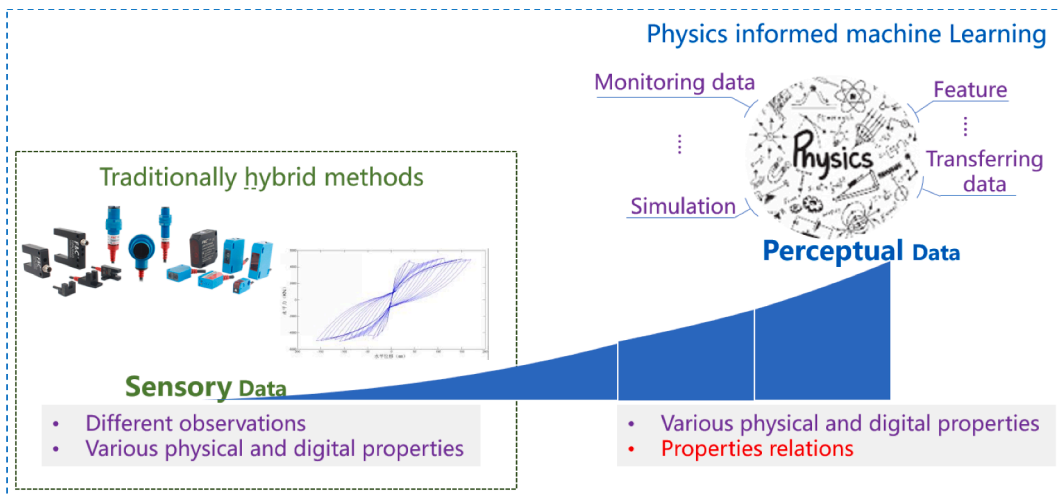 Physics informed machine Learning
Monitoring data
Feature
Physics
Transferring
data
Simulation
Perceptual Data
Traditionally hybrid methods
Sensory Data
• Different observations
• Various physical and digital properties
• Various physical and digital properties
• Properties relations